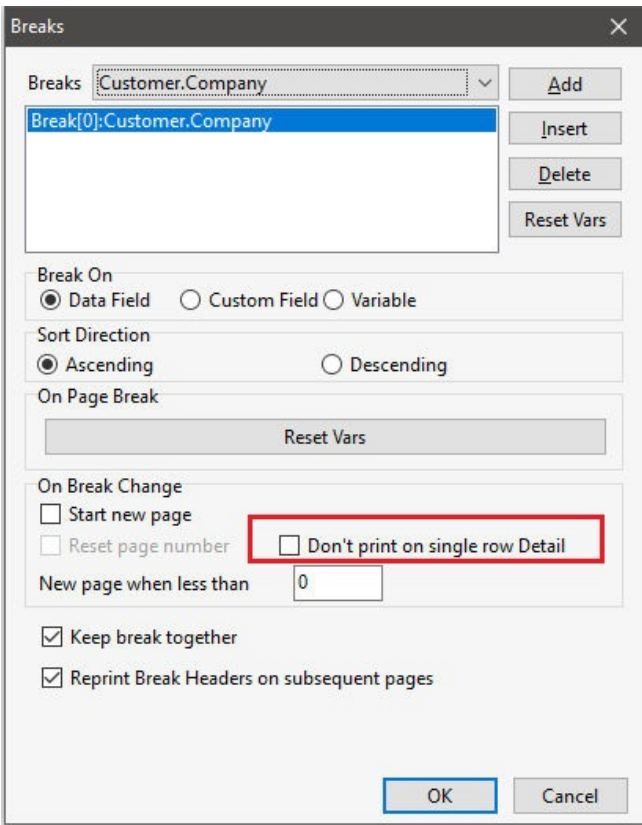 Breaks
Breaks Customer.Company Add
Break[0]:Customer.Company
Insert
Delete
Reset Vars
Break On
Data Field Custom Field Variable
Sort Direction
Ascending Descending
On Page Break
Reset Vars
On Break Change
Start new page
Reset page number Don't print on single row Detail
New page when less than 0
Keep break together
Reprint Break Headers on subsequent pages
OK Cancel